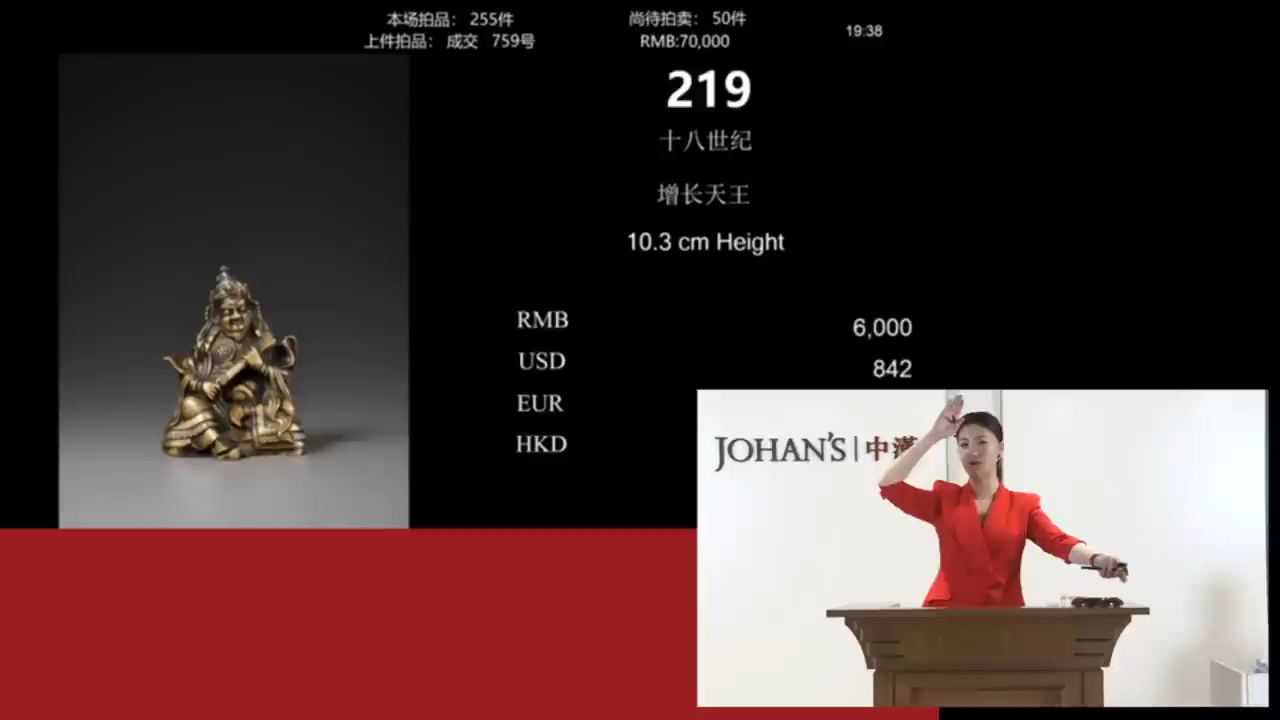 本场拍品： 255件
尚待拍卖： 50件
上件拍品： 成交 759号
RMB:70,000
19:38
219
十八世纪
增长天王
10.3 cm Height
RMB 6,000
USD 842
EUR
HKD
JOHAN'S | 中漢